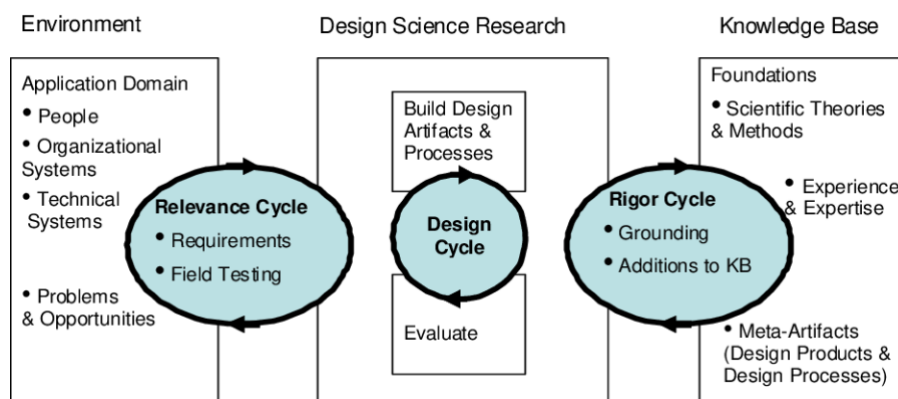 Environment
Design Science Research
Knowledge Base
Application Domain
• People
• Organizational
Systems
• Technical
Systems
• Problems
& Opportunities
Relevance Cycle
• Requirements
• Field Testing
Build Design
Artifacts &
Processes
Design
Cycle
Evaluate
Rigor Cycle
• Grounding
• Additions to KB
Foundations
• Scientific Theories
& Methods
• Experience
& Expertise
• Meta-Artifacts
(Design Products &
Design Processes)